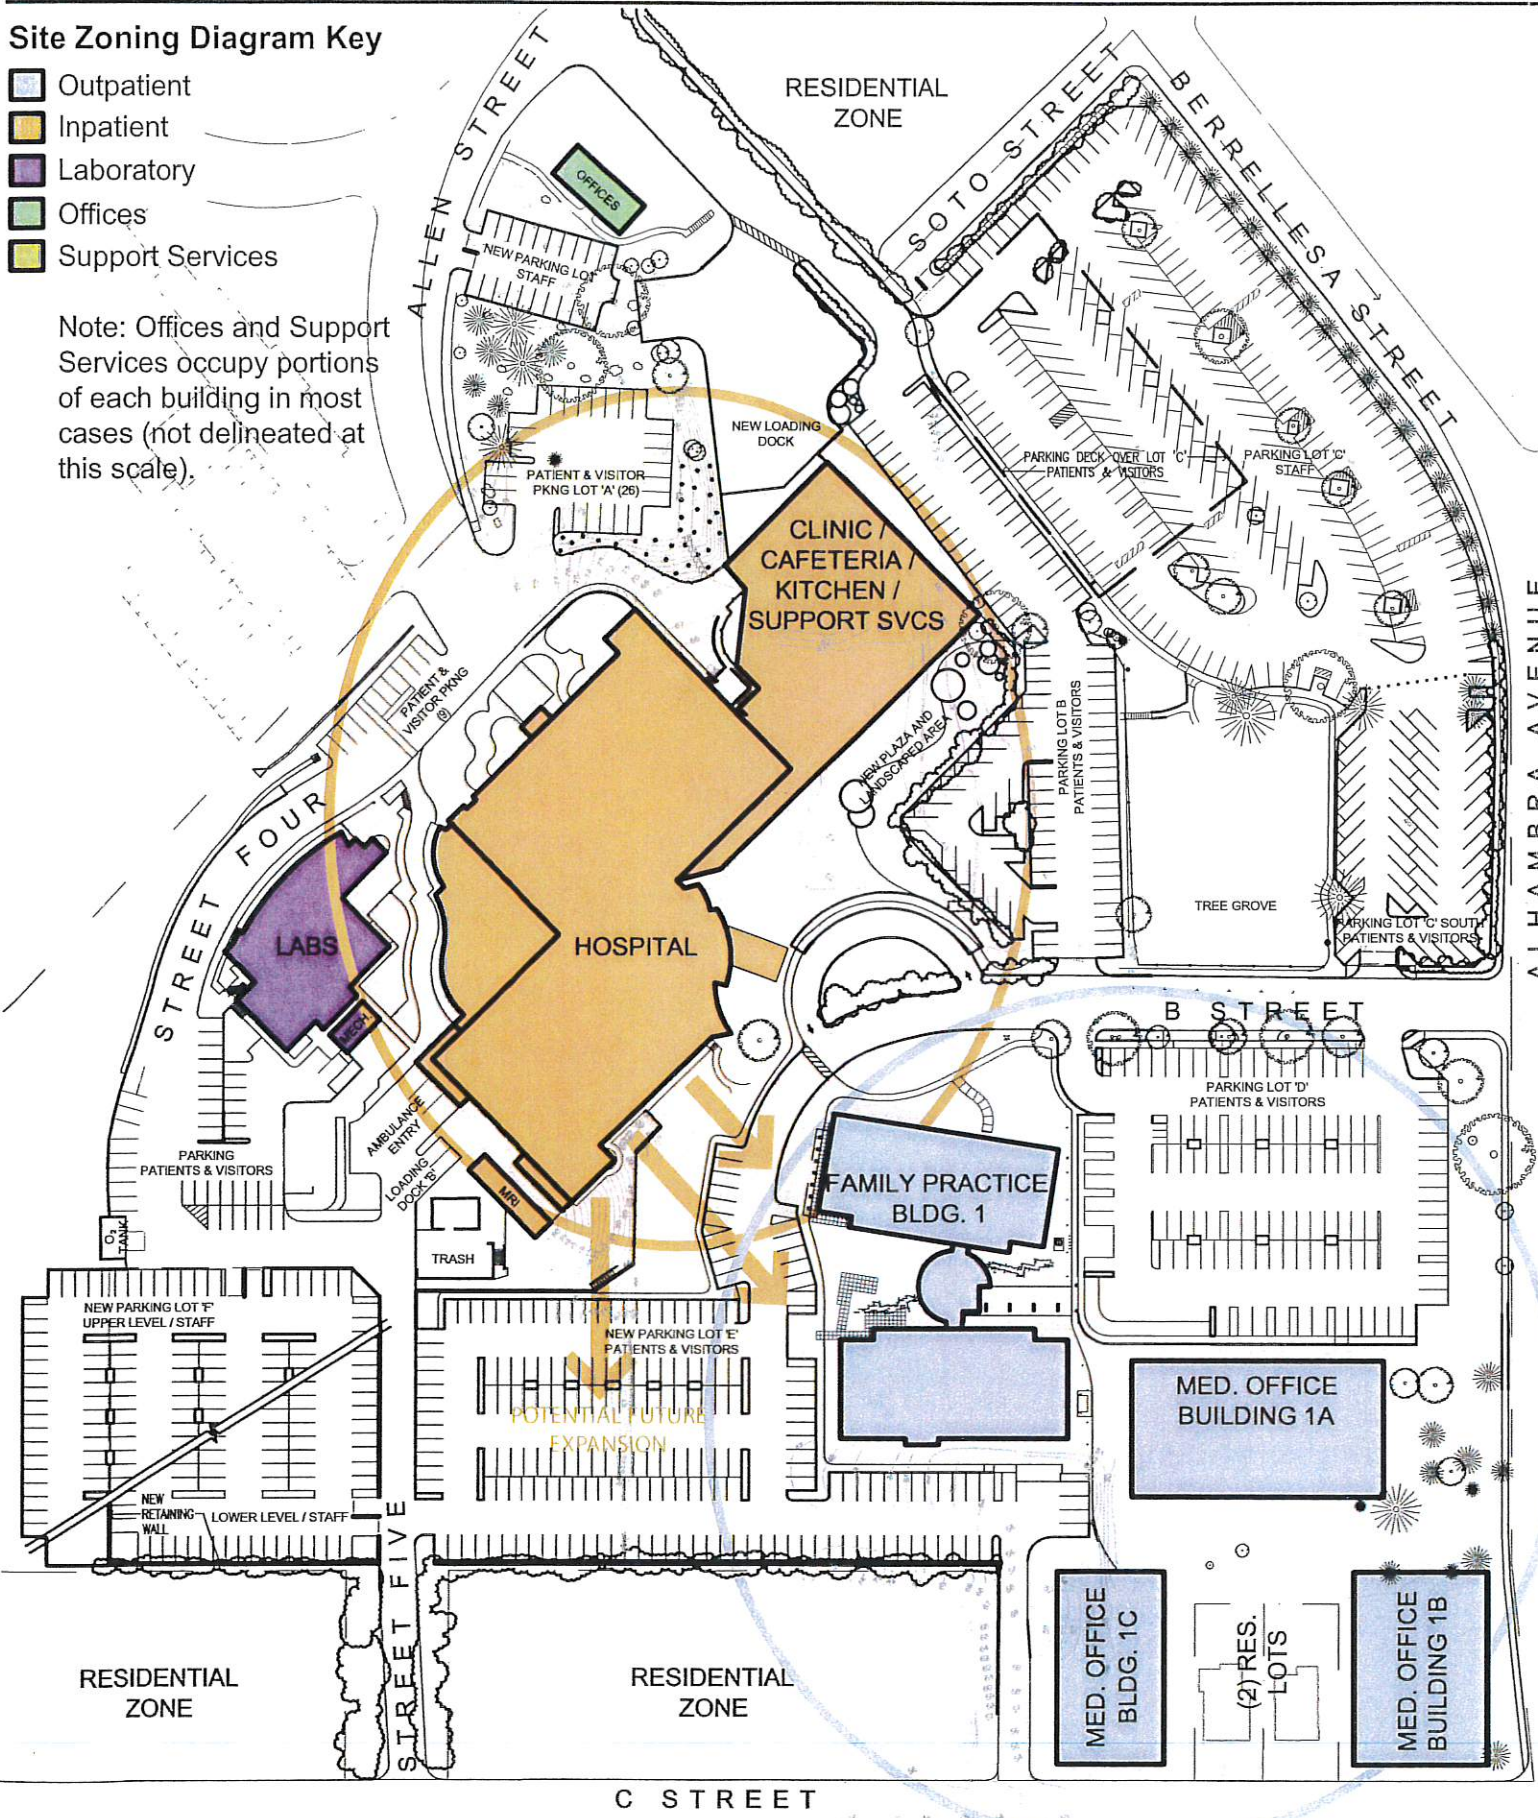 Site Zoning Diagram Key
Outpatient
Inpatient
Laboratory
Offices
Support Services
Note: Offices and Support
Services occupy portions
of each building in most
cases (not delineated at
this scale).
RESIDENTIAL
ZONE
ALLEN STREET
SOTO STREET
BERRELLESA STREET
OFFICES
NEW PARKING LOT
STAFF
NEW LOADING
DOCK
PATIENT & VISITOR
PKNG LOT 'A' (26)
PARKING DECK OVER LOT 'C'
PATIENTS & VISITORS
PARKING LOT 'C'
STAFF
CLINIC /
CAFETERIA /
KITCHEN /
SUPPORT SVCS
ALHAMBRA AVENUE
PATIENT &
VISITOR PKNG
(9)
NEW PLAZA AND
LANDSCAPED AREA
PARKING LOT B
PATIENTS & VISITORS
STREET FOUR
LABS
HOSPITAL
TREE GROVE
PARKING LOT 'C' SOUTH
PATIENTS & VISITORS
MECH.
B STREET
PARKING LOT 'D'
PATIENTS & VISITORS
AMBULANCE
ENTRY
LOADING
DOCK 'B'
PARKING
PATIENTS & VISITORS
MRI
FAMILY PRACTICE
BLDG. 1
O2
TANK
TRASH
NEW PARKING LOT 'F'
UPPER LEVEL / STAFF
NEW PARKING LOT 'E'
PATIENTS & VISITORS
POTENTIAL FUTURE
EXPANSION
MED. OFFICE
BUILDING 1A
NEW
RETAINING
WALL
LOWER LEVEL / STAFF
STREET FIVE
RESIDENTIAL
ZONE
RESIDENTIAL
ZONE
MED. OFFICE
BLDG. 1C
(2) RES.
LOTS
MED. OFFICE
BUILDING 1B
C STREET